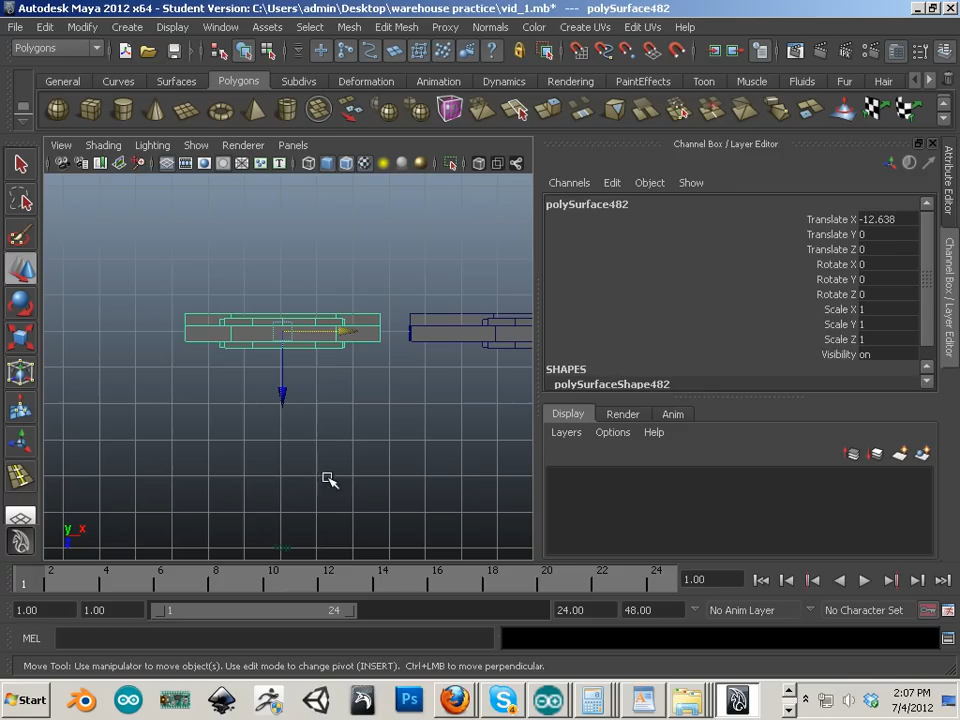 Autodesk Maya 2012 x64 - Student Version: C:\Users\admin\Desktop\warehouse practice\vid_1.mb* --- polySurface482
File Edit Modify Create Display Window Assets Select Mesh Edit Mesh Proxy Normals Color Create UVs Edit UVs Help
Polygons
General Curves Surfaces Polygons Subdivs Deformation Animation Dynamics Rendering PaintEffects Toon Muscle Fluids Fur Hair
View Shading Lighting Show Renderer Panels
Channel Box / Layer Editor
Channels Edit Object Show
polySurface482
Translate X -12.638
Translate Y 0
Translate Z 0
Rotate X 0
Rotate Y 0
Rotate Z 0
Scale X 1
Scale Y 1
Scale Z 1
Visibility on
SHAPES
polySurfaceShape482
Attribute Editor
Channel Box / Layer Editor
Display Render Anim
Layers Options Help
y x
z
1 2 4 6 8 10 12 14 16 18 20 22 24 1.00
1.00 1.00 1 24 24.00 48.00 No Anim Layer No Character Set
MEL
Move Tool: Use manipulator to move object(s). Use edit mode to change pivot (INSERT). Ctrl+LMB to move perpendicular.
Start Ps 2:07 PM
7/4/2012